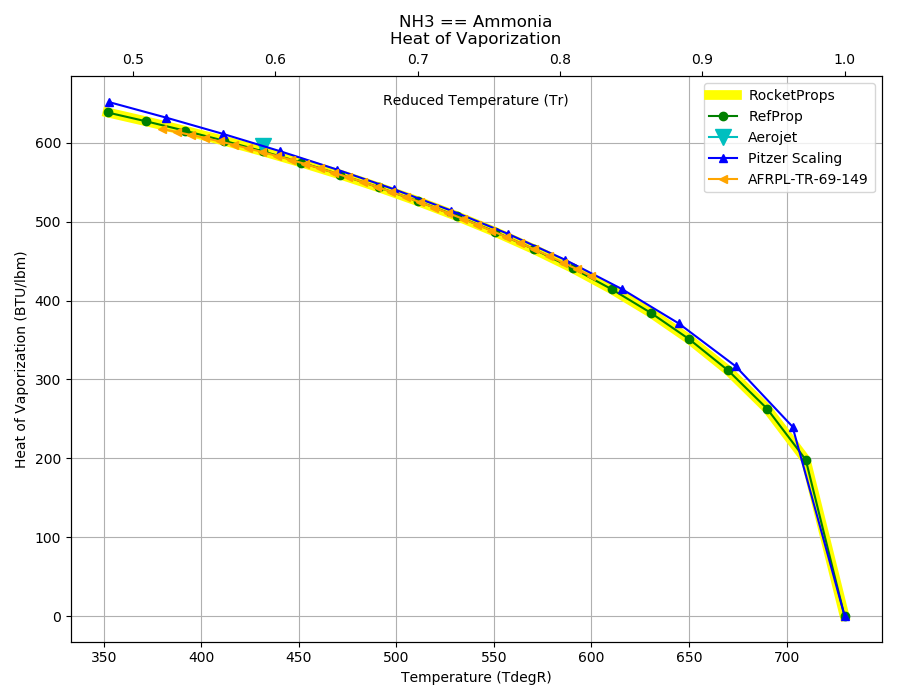 NH3 == Ammonia
Heat of Vaporization
0.5 0.6 0.7 0.8 0.9 1.0
Reduced Temperature (Tr)
RocketProps
RefProp
Aerojet
Pitzer Scaling
AFRPL-TR-69-149
600
500
400
300
200
100
0
Heat of Vaporization (BTU/lbm)
350 400 450 500 550 600 650 700
Temperature (TdegR)